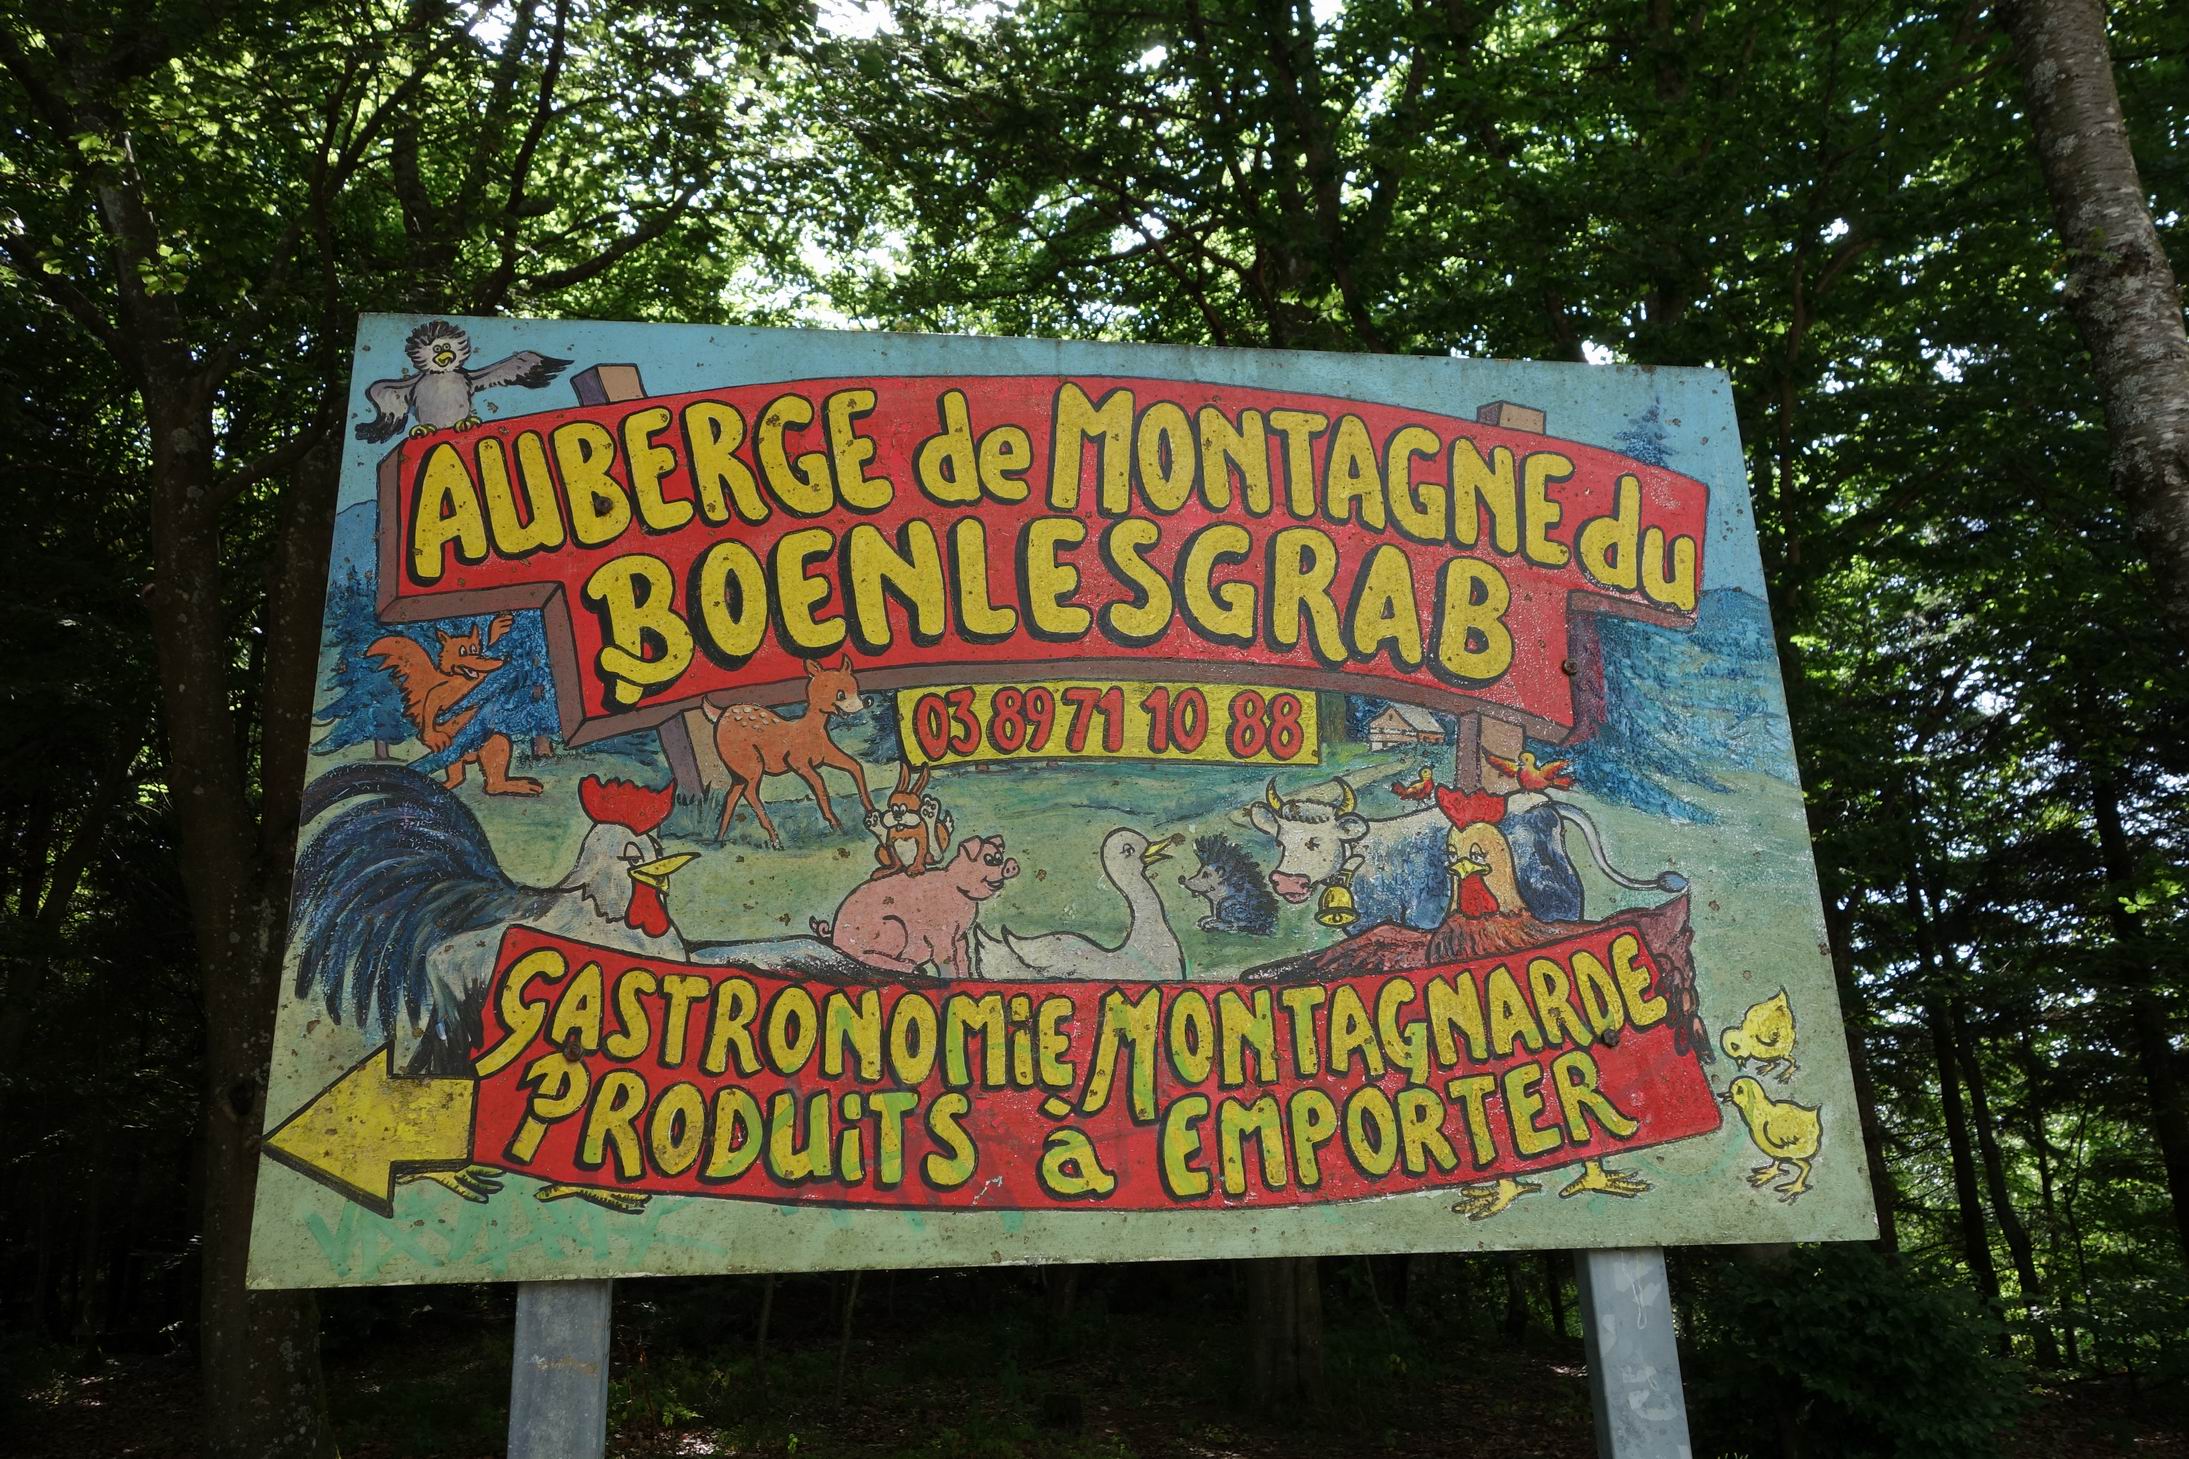 AUBERGE de MONTAGNE du
BOENLESGRAB
03 89 71 10 88
GASTRONOMiE MONTAGNARDE
PRODUiTS à EMPORTER